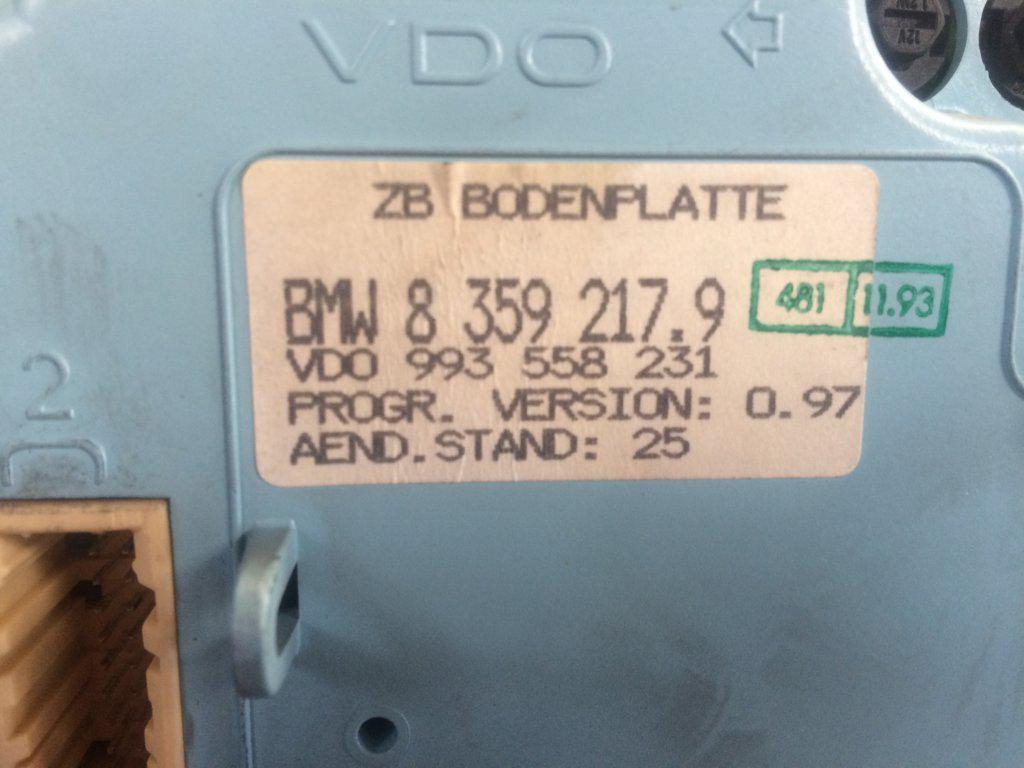 VDO
12V
ZB BODENPLATTE
BMW 8 359 217.9
481 11.93
VDO 993 558 231
PROGR. VERSION: 0.97
AEND.STAND: 25
2